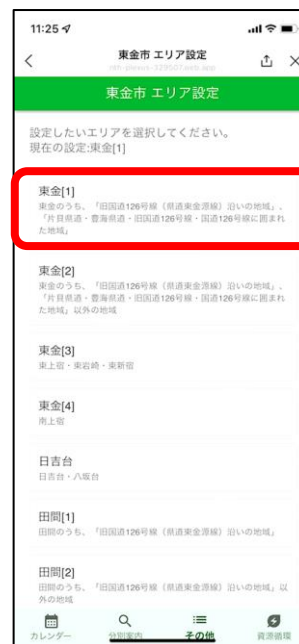 11:25
東金市 エリア設定
東金市 エリア設定
設定したいエリアを選択してください。
現在の設定:東金[1]
東金[1]
東金のうち、「旧国道126号線（県道東金源線）沿いの地域」、
「片貝県道・豊海県道・旧国道126号線・国道126号線に囲まれ
た地域」
東金[2]
東金のうち、「旧国道126号線（県道東金源線）沿いの地域」、
「片貝県道・豊海県道・旧国道126号線・国道126号線に囲まれ
た地域」以外の地域
東金[3]
東上宿・東岩崎・東新宿
東金[4]
南上宿
日吉台
日吉台・八坂台
田間[1]
田間のうち、「旧国道126号線（県道東金源線）沿いの地域」
田間[2]
田間のうち、「旧国道126号線（県道東金源線）沿いの地域」以
外の地域
カレンダー 分別案内 その他 資源循環